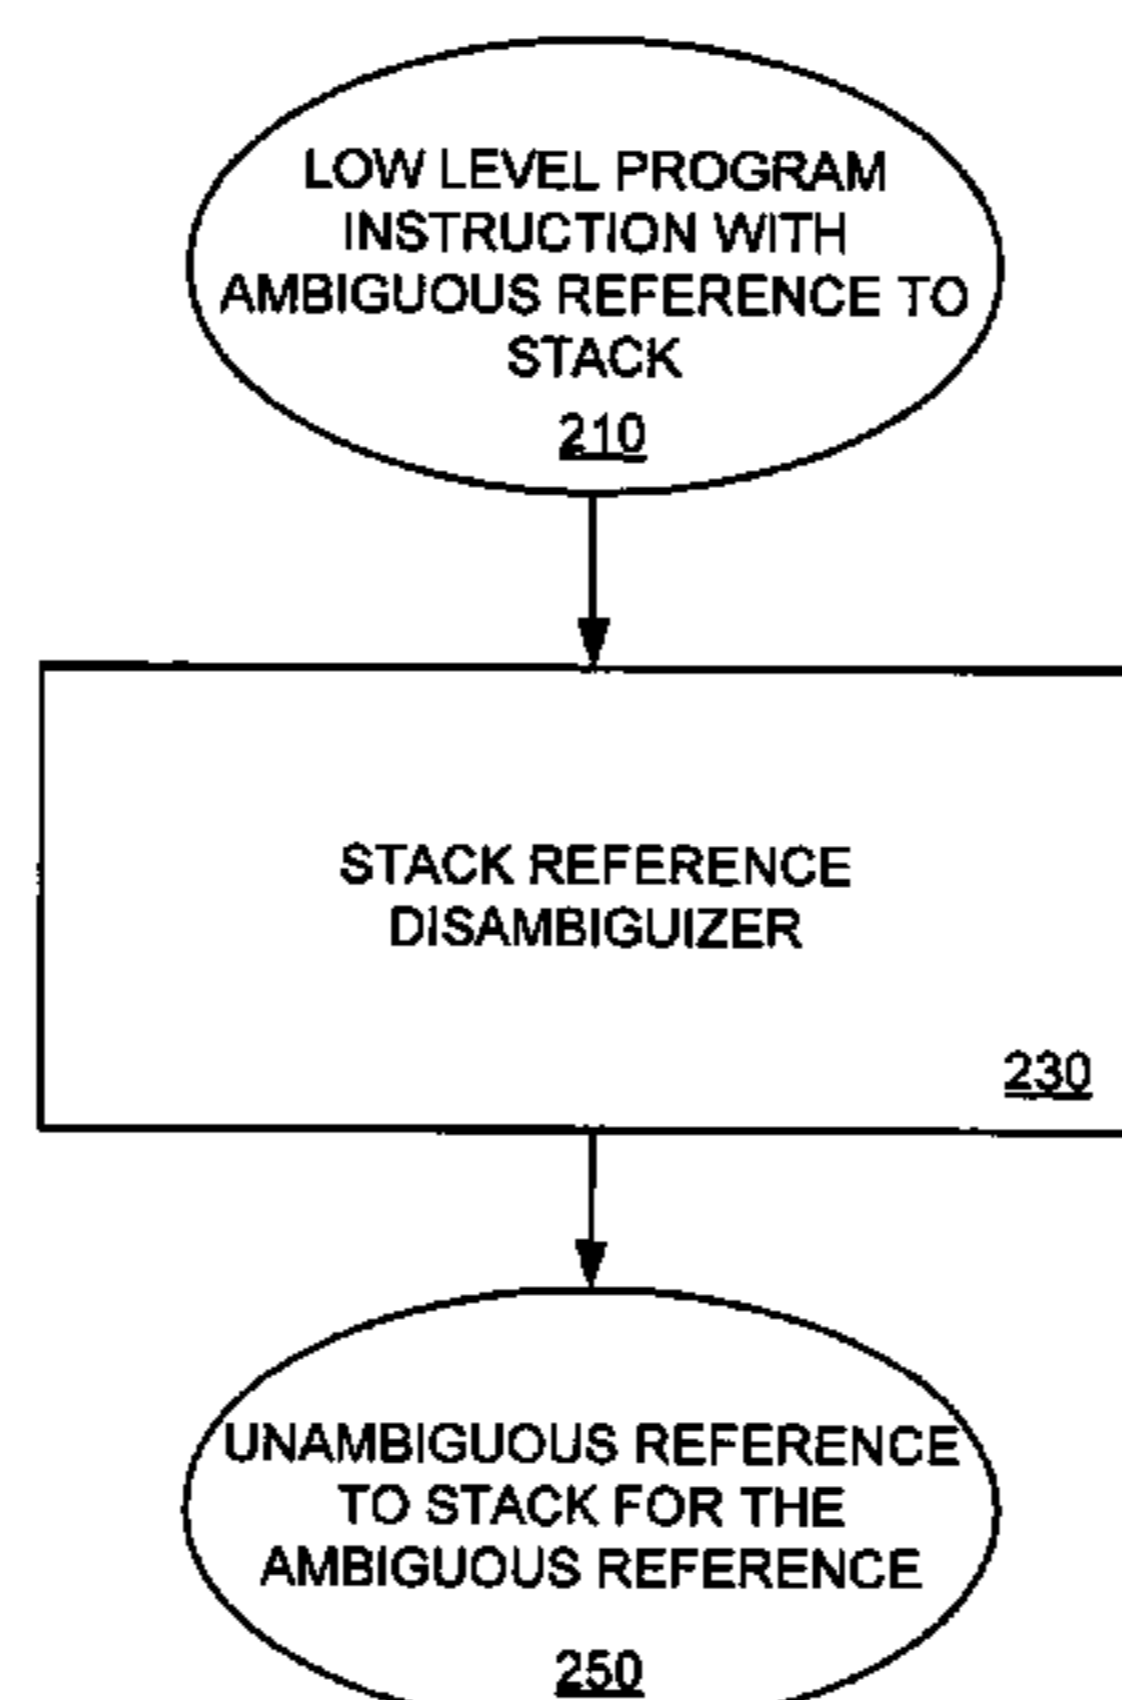 LOW LEVEL PROGRAM
INSTRUCTION WITH
AMBIGUOUS REFERENCE TO
STACK
210
STACK REFERENCE
DISAMBIGUIZER
230
UNAMBIGUOUS REFERENCE
TO STACK FOR THE
AMBIGUOUS REFERENCE
250